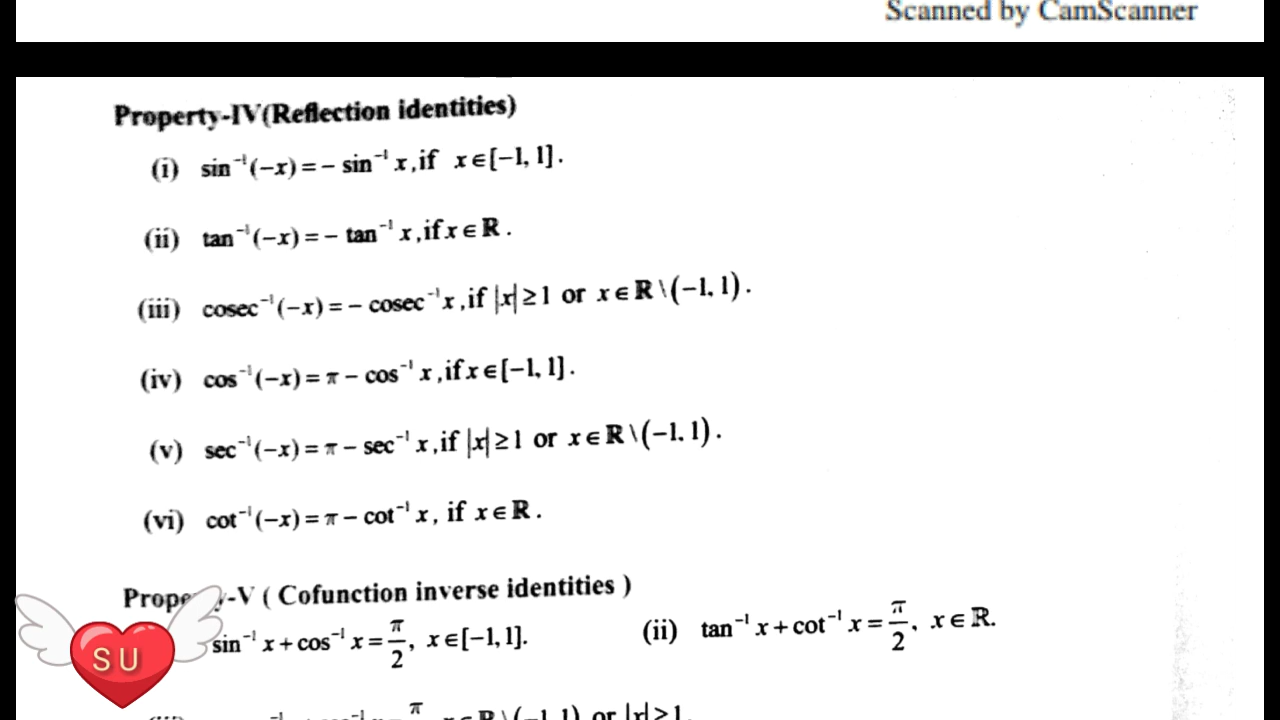 Scanned by CamScanner
Property-IV(Reflection identities)
(i) sin⁻¹(−x) = − sin⁻¹ x, if x∈[−1, 1].
(ii) tan⁻¹(−x) = − tan⁻¹ x, if x∈ℝ.
(iii) cosec⁻¹(−x) = − cosec⁻¹ x, if |x| ≥ 1 or x∈ℝ\(−1, 1).
(iv) cos⁻¹(−x) = π − cos⁻¹ x, if x∈[−1, 1].
(v) sec⁻¹(−x) = π − sec⁻¹ x, if |x| ≥ 1 or x∈ℝ\(−1, 1).
(vi) cot⁻¹(−x) = π − cot⁻¹ x, if x∈ℝ.
-V ( Cofunction inverse identities )
sin⁻¹ x + cos⁻¹ x = π/2, x∈[−1, 1]. (ii) tan⁻¹ x + cot⁻¹ x = π/2, x∈ℝ.
S U